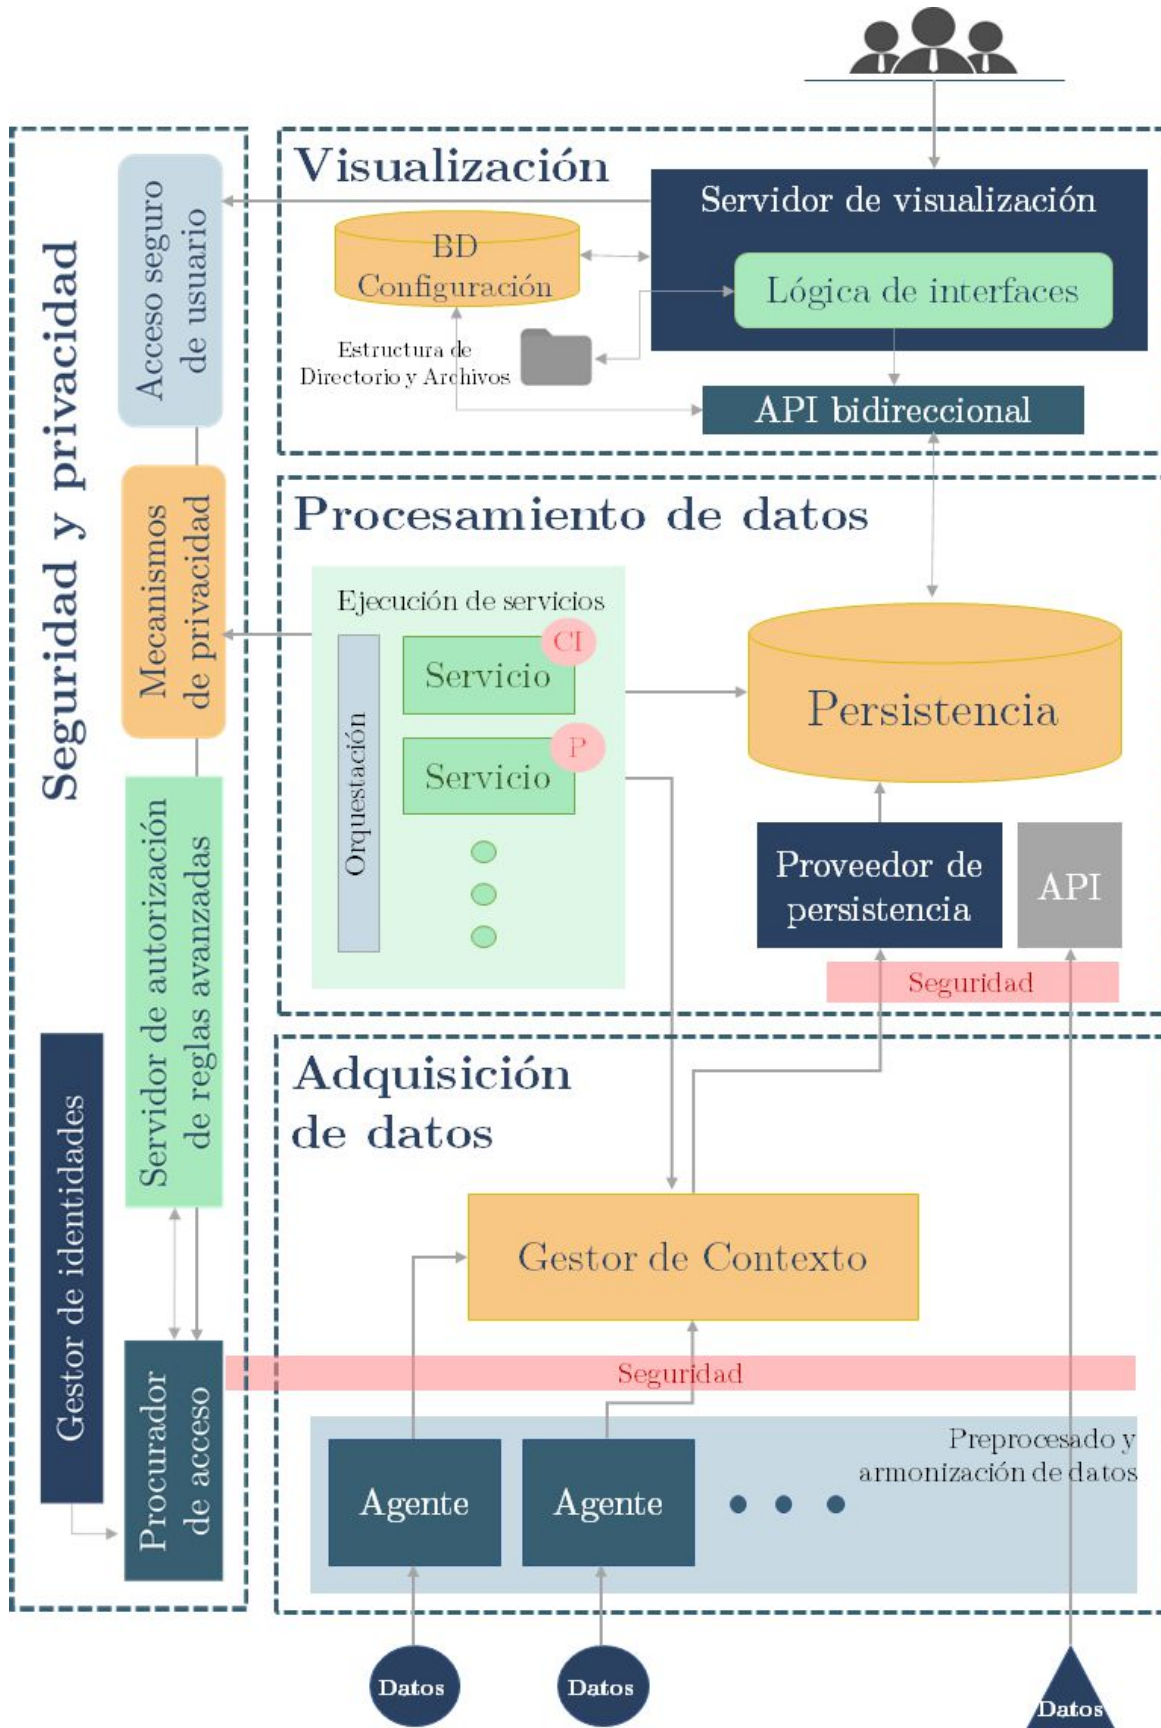 Seguridad y privacidad
Acceso seguro
de usuario
Mecanismos
de privacidad
Servidor de autorización
de reglas avanzadas
Gestor de identidades
Procurador
de acceso
Visualización
Servidor de visualización
BD
Configuración
Lógica de interfaces
Estructura de
Directorio y Archivos
API bidireccional
Procesamiento de datos
Ejecución de servicios
Orquestación
CI
Servicio
P
Servicio
Persistencia
Proveedor de
persistencia
API
Seguridad
Adquisición
de datos
Gestor de Contexto
Seguridad
Preprocesado y
armonización de datos
Agente
Agente
Datos
Datos
Datos